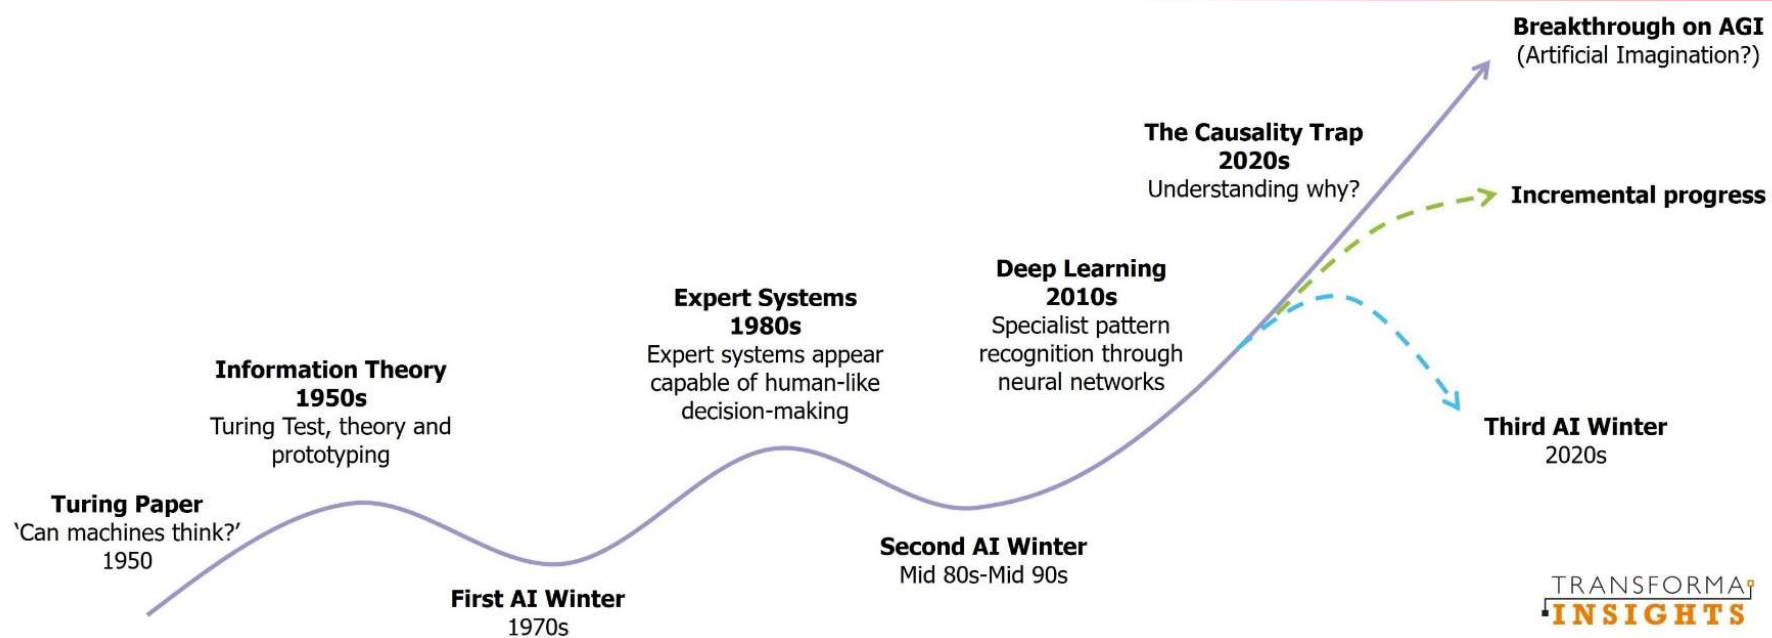 Breakthrough on AGI
(Artificial Imagination?)
The Causality Trap
2020s
Understanding why?
Incremental progress
Deep Learning
2010s
Specialist pattern
recognition through
neural networks
Expert Systems
1980s
Expert systems appear
capable of human-like
decision-making
Information Theory
1950s
Turing Test, theory and
prototyping
Third AI Winter
2020s
Turing Paper
‘Can machines think?’
1950
Second AI Winter
Mid 80s-Mid 90s
First AI Winter
1970s
TRANSFORMA
INSIGHTS